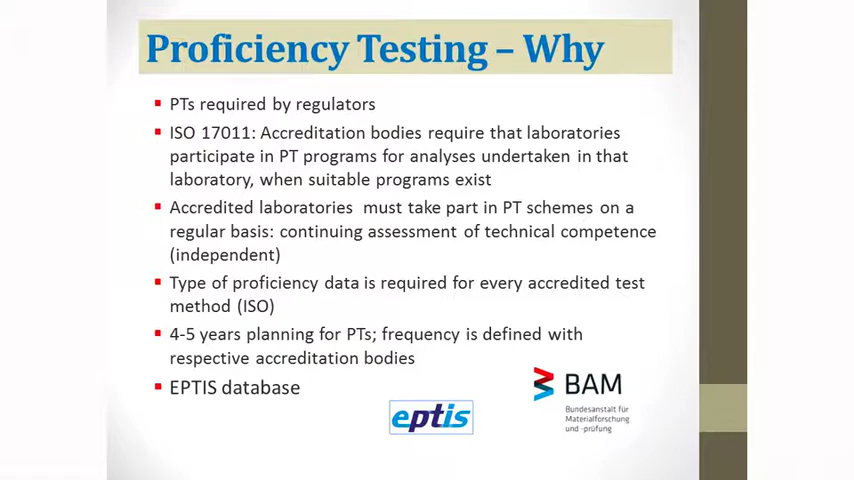 Proficiency Testing – Why
PTs required by regulators
ISO 17011: Accreditation bodies require that laboratories
participate in PT programs for analyses undertaken in that
laboratory, when suitable programs exist
Accredited laboratories must take part in PT schemes on a
regular basis: continuing assessment of technical competence
(independent)
Type of proficiency data is required for every accredited test
method (ISO)
4-5 years planning for PTs; frequency is defined with
respective accreditation bodies
EPTIS database
eptis
BAM
Bundesanstalt für
Materialforschung
und -prüfung